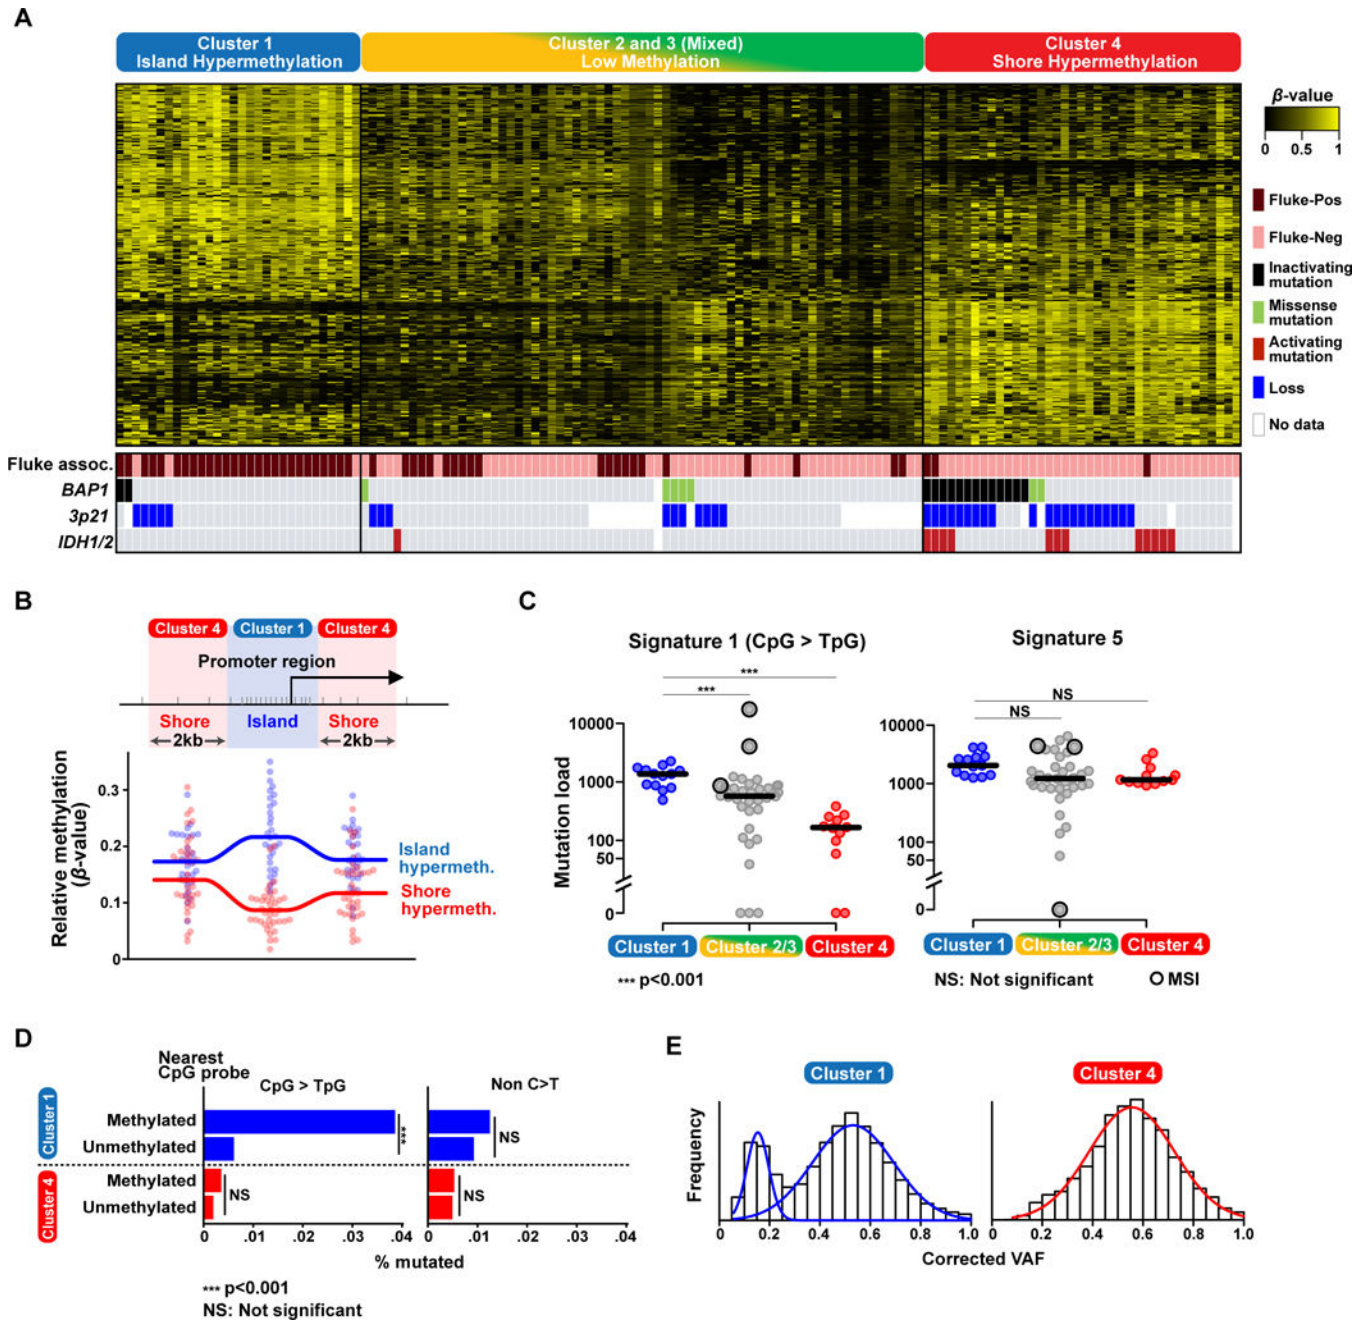 A
Cluster 1
Island Hypermethylation
Cluster 2 and 3 (Mixed)
Low Methylation
Cluster 4
Shore Hypermethylation
β-value
0 0.5 1
Fluke-Pos
Fluke-Neg
Inactivating
mutation
Missense
mutation
Activating
mutation
Loss
No data
Fluke assoc.
BAP1
3p21
IDH1/2
B
Cluster 4 Cluster 1 Cluster 4
Promoter region
Shore Island Shore
2kb 2kb
Relative methylation
(β-value)
0.3
0.2
0.1
0
Island
hypermeth.
Shore
hypermeth.
C
Signature 1 (CpG > TpG)
***
***
Mutation load
10000
1000
100
50
0
Cluster 1 Cluster 2/3 Cluster 4
*** p<0.001
Signature 5
NS
NS
10000
1000
100
50
0
Cluster 1 Cluster 2/3 Cluster 4
NS: Not significant
MSI
D
Nearest
CpG probe
CpG > TpG
Non C>T
Cluster 1
Methylated
Unmethylated
*** NS
Cluster 4
Methylated
Unmethylated
NS NS
0 .01 .02 .03 .04
0 .01 .02 .03 .04
% mutated
*** p<0.001
NS: Not significant
E
Cluster 1 Cluster 4
Frequency
0 0.2 0.4 0.6 0.8 1.0
0 0.2 0.4 0.6 0.8 1.0
Corrected VAF